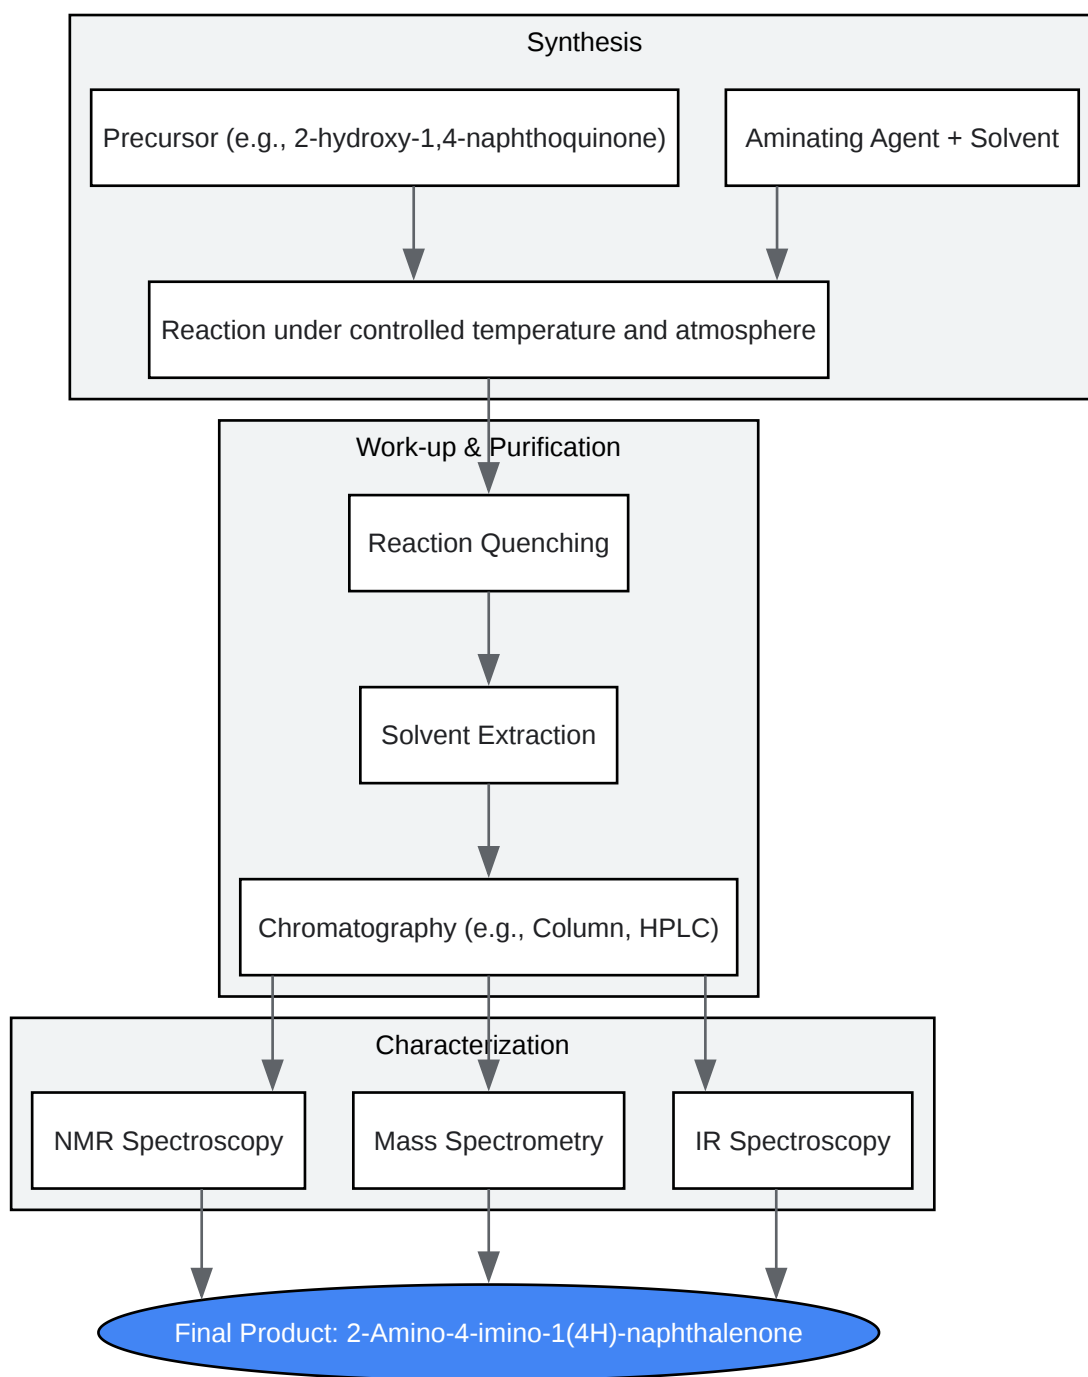 Synthesis
Precursor (e.g., 2-hydroxy-1,4-naphthoquinone)
Aminating Agent + Solvent
Reaction under controlled temperature and atmosphere
Work-up & Purification
Reaction Quenching
Solvent Extraction
Chromatography (e.g., Column, HPLC)
Characterization
NMR Spectroscopy
Mass Spectrometry
IR Spectroscopy
Final Product: 2-Amino-4-imino-1(4H)-naphthalenone